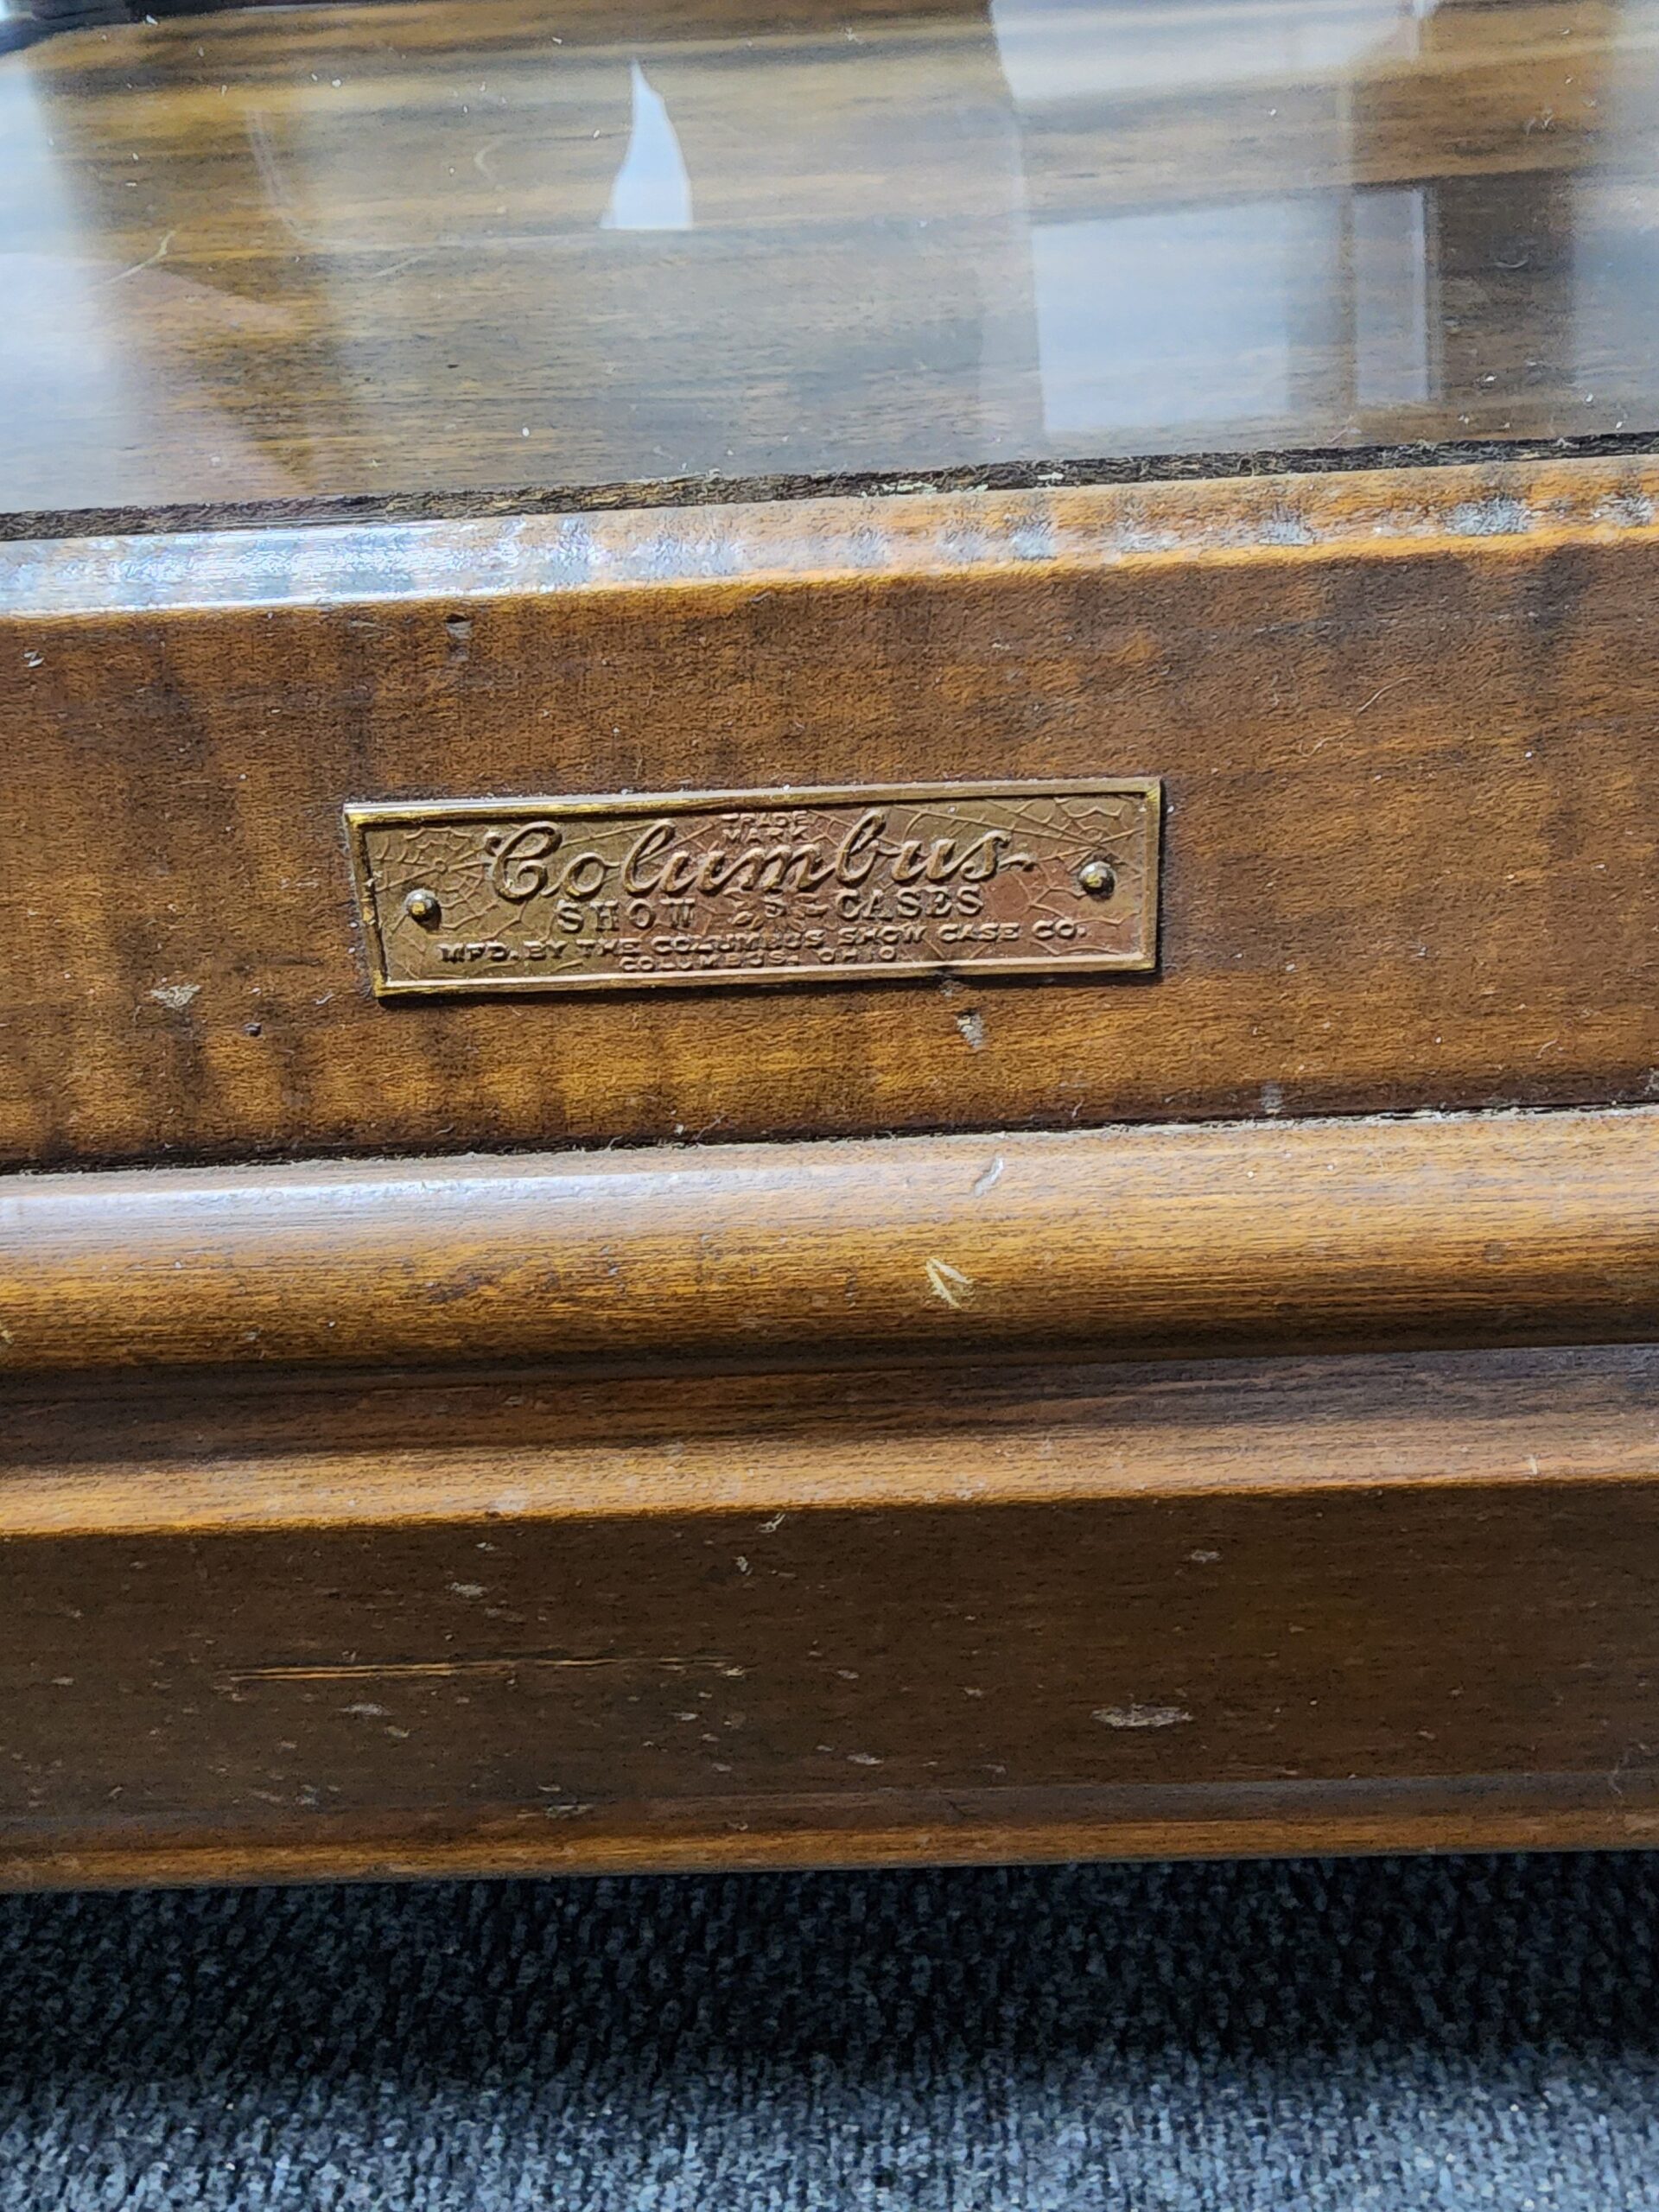 TRADE
MARK
Columbus
SHOW CASES
MFD. BY THE COLUMBUS SHOW CASE CO.
COLUMBUS, OHIO.